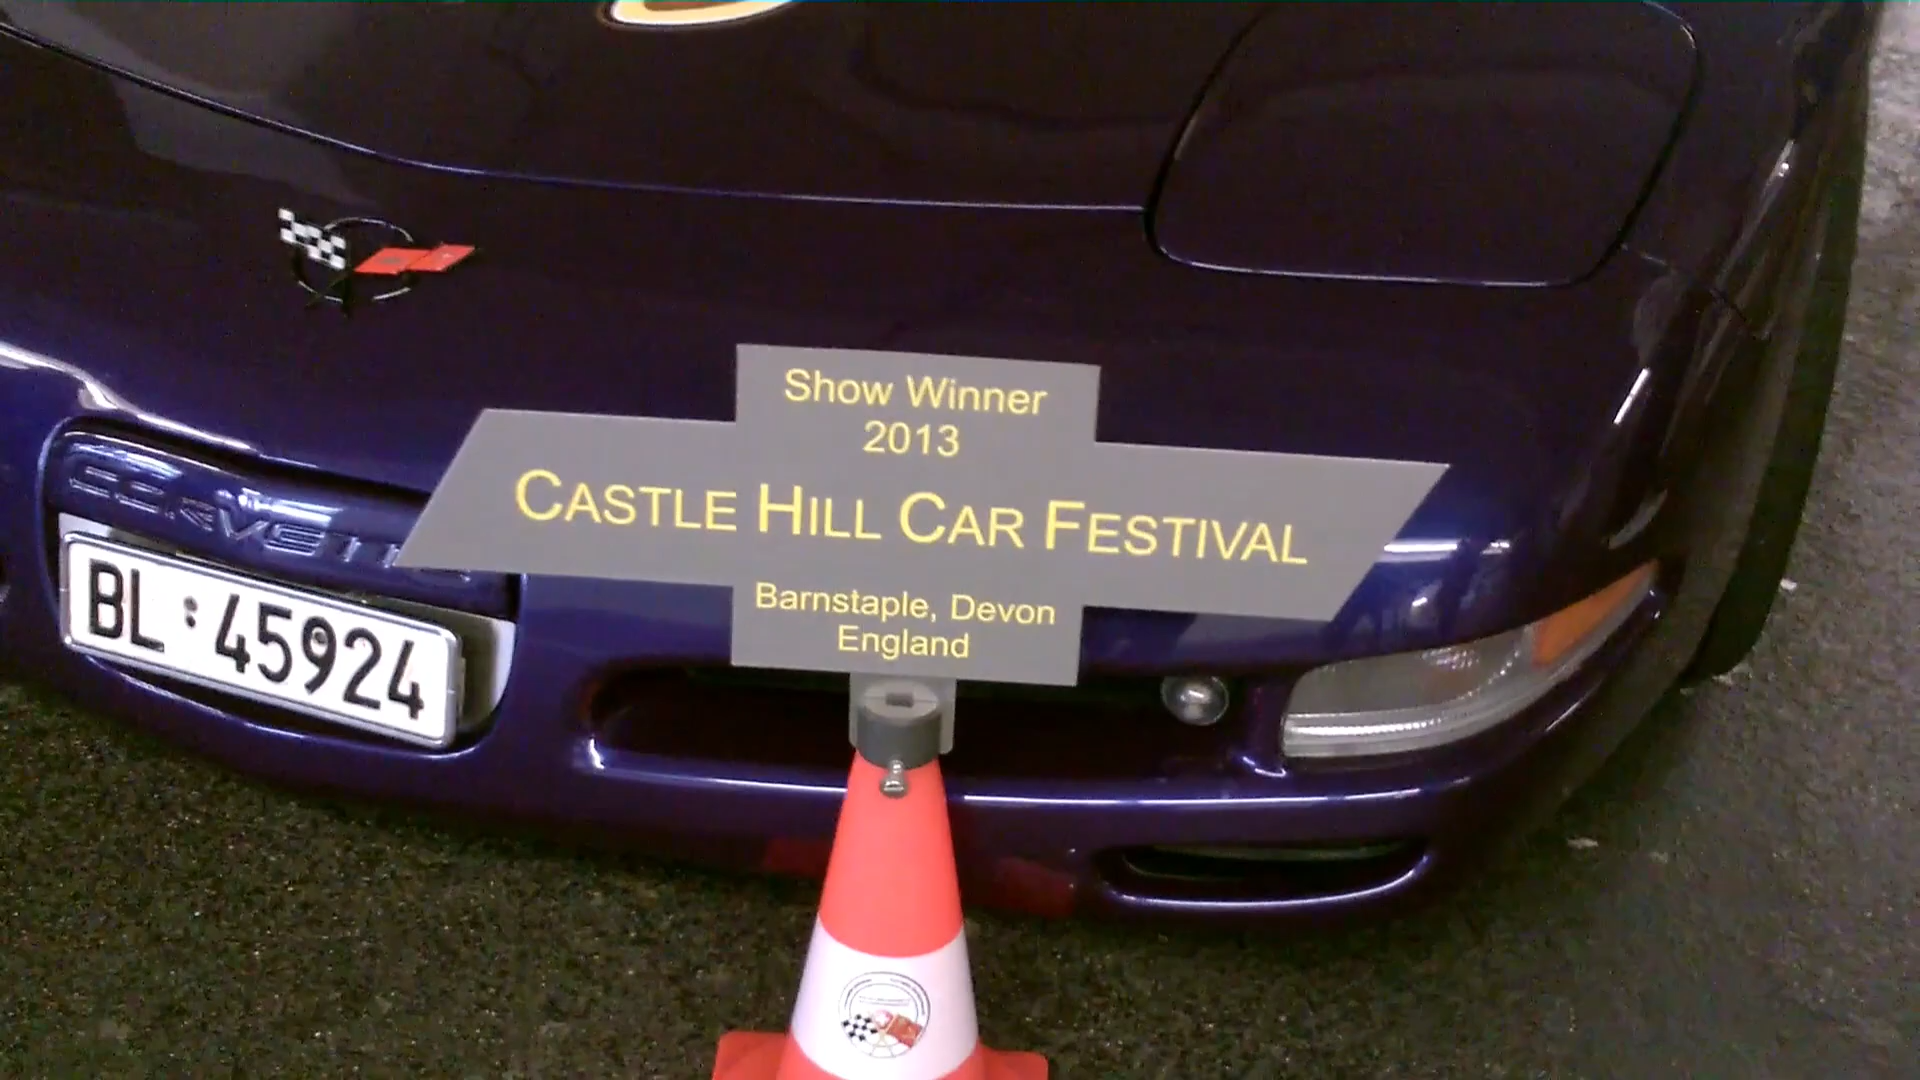 Show Winner
2013
CASTLE HILL CAR FESTIVAL
Barnstaple, Devon
England
CORVETTE
BL : 45924